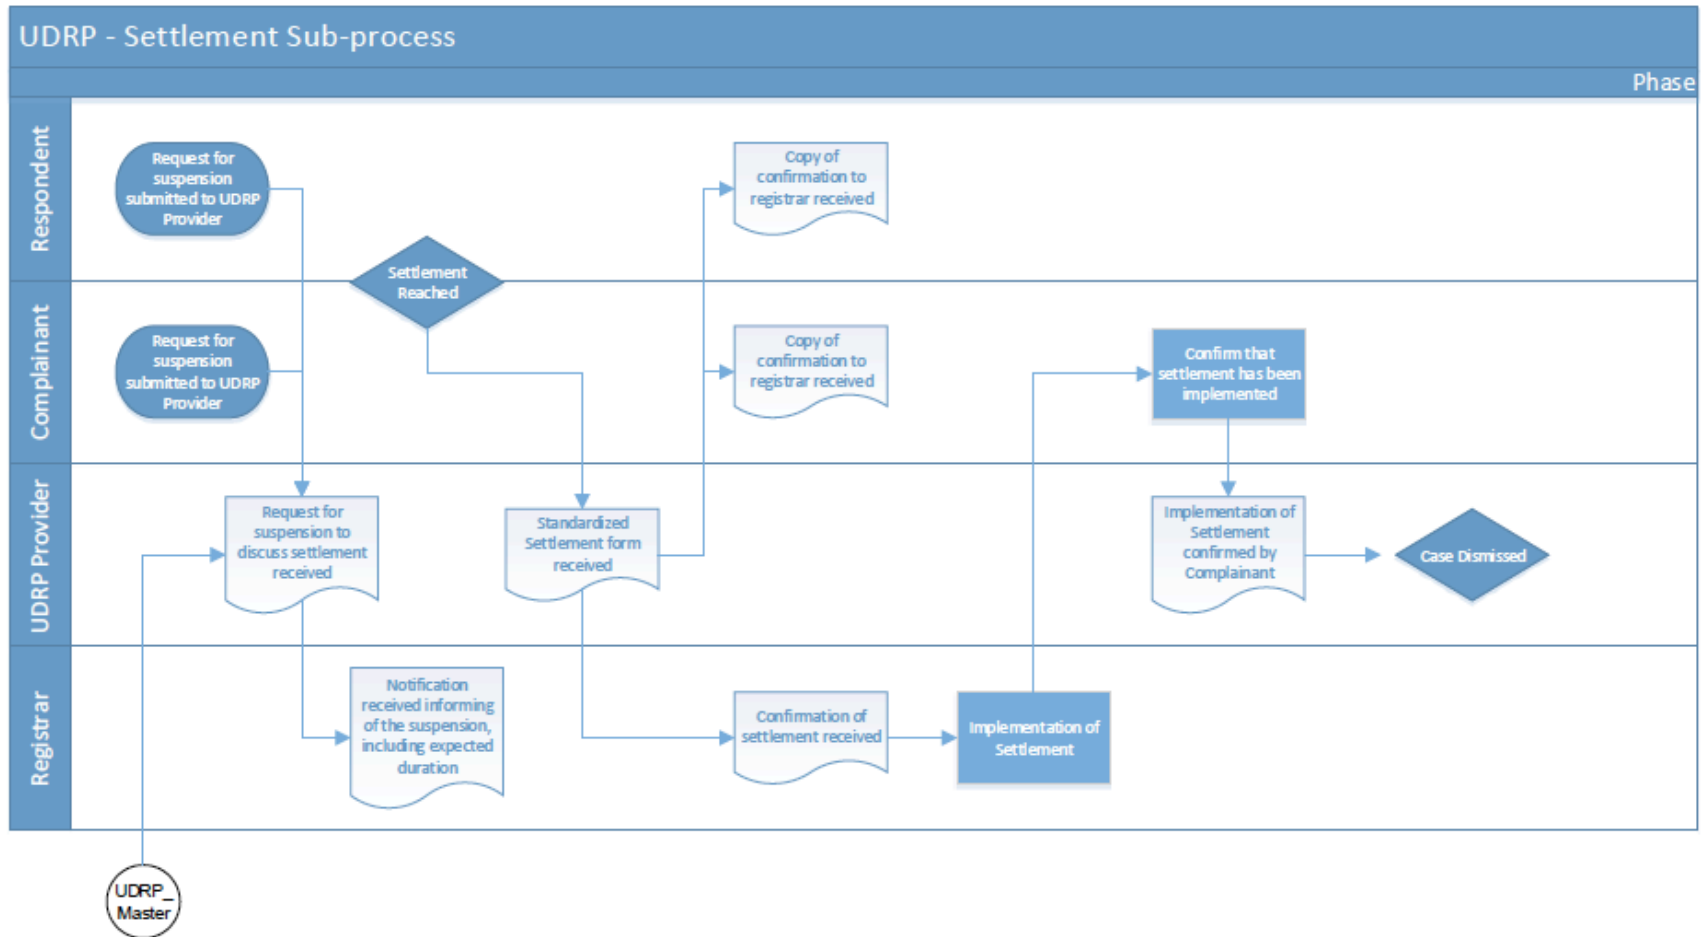 UDRP - Settlement Sub-process
Phase
Respondent
Request for
suspension
submitted to UDRP
Provider
Settlement
Reached
Copy of
confirmation to
registrar received
Complainant
Request for
suspension
submitted to UDRP
Provider
Copy of
confirmation to
registrar received
Confirm that
settlement has been
implemented
UDRP Provider
Request for
suspension to
discuss settlement
received
Standardized
Settlement form
received
Implementation of
Settlement
confirmed by
Complainant
Case Dismissed
Registrar
Notification
received informing
of the suspension,
including expected
duration
Confirmation of
settlement received
Implementation of
Settlement
UDRP_
Master